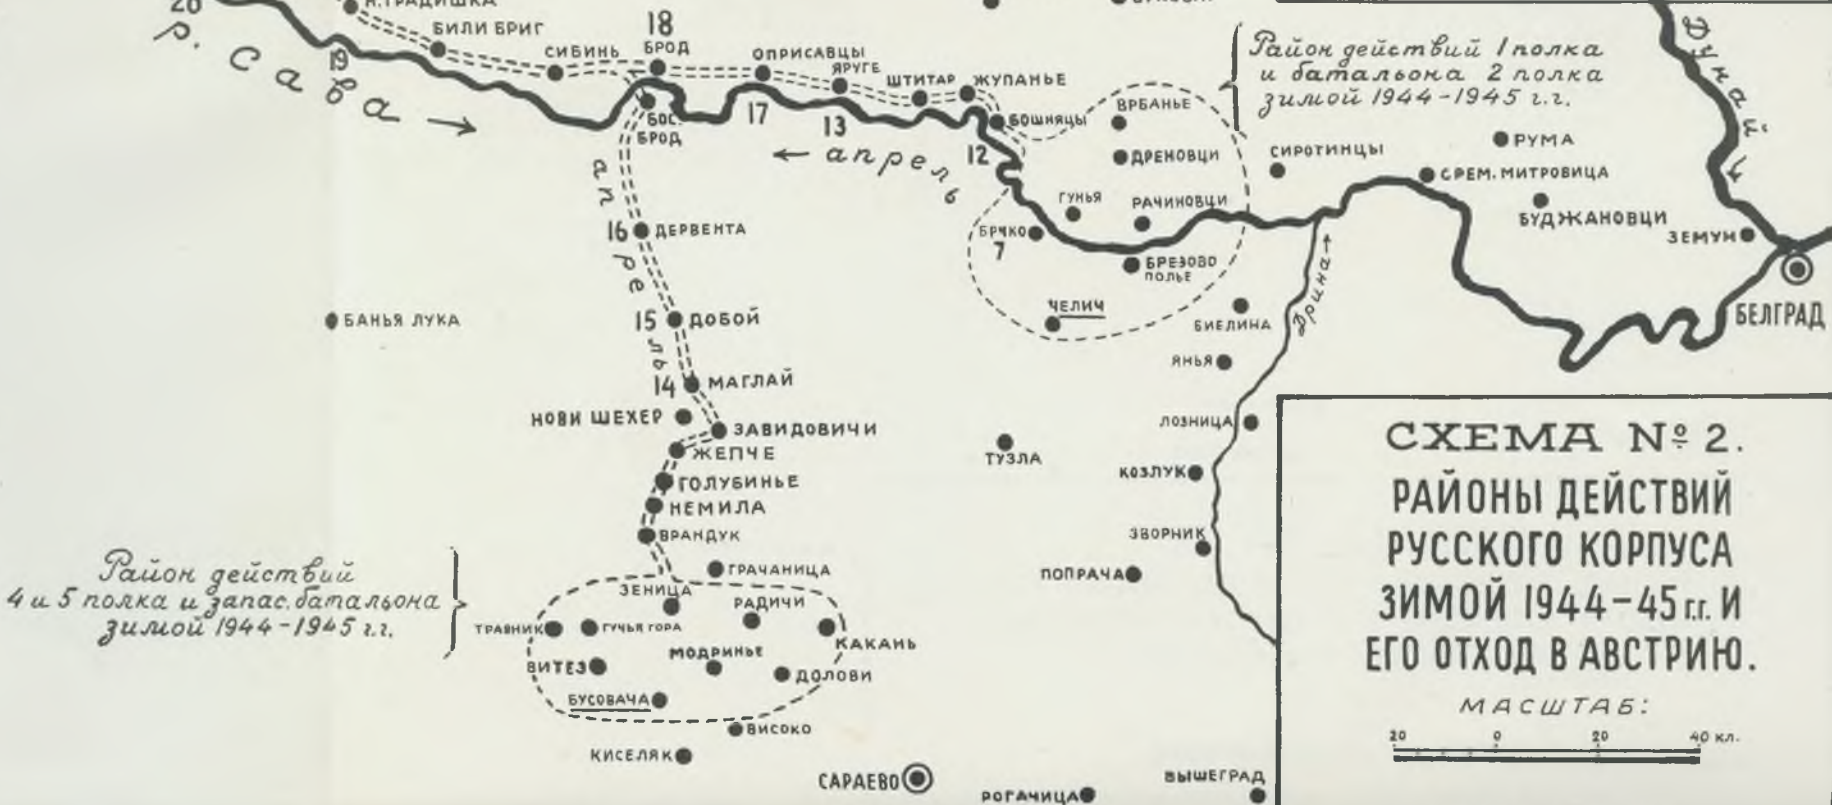 20
Н. ГРАДИШКА
БИЛИ БРИГ
19
СИБИНЬ
18
БРОД
ОПРИСАВЦЫ
ЯРУГЕ
ШТИТАР
ЖУПАНЬЕ
р. Сава
БОС.
БРОД
17
13
12
БОШНЯЦЫ
ВРБАНЬЕ
ДРЕНОВЦИ
← апрель
апрель
Район действий 1 полка
и батальона 2 полка
зимой 1944-1945 г.г.
Дунай
РУМА
СИРОТИНЦЫ
СРЕМ. МИТРОВИЦА
БУДЖАНОВЦИ
ЗЕМУН
БЕЛГРАД
ГУНЬЯ
РАЧИНОВЦИ
БРЧКО
7
БРЕЗОВО
ПОЛЬЕ
ЧЕЛИЧ
БИЕЛИНА
Дрина→
ЯНЬЯ
16
ДЕРВЕНТА
БАНЬЯ ЛУКА
15
ДОБОЙ
14
МАГЛАЙ
НОВИ ШЕХЕР
ЗАВИДОВИЧИ
ЖЕПЧЕ
ГОЛУБИНЬЕ
НЕМИЛА
ВРАНДУК
ЛОЗНИЦА
ТУЗЛА
КОЗЛУК
ЗВОРНИК
ПОПРАЧА
Район действий
4 и 5 полка и запас. батальона
зимой 1944-1945 г.г.
ГРАЧАНИЦА
ЗЕНИЦА
РАДИЧИ
ТРАВНИК
ГУЧЬЯ ГОРА
КАКАНЬ
МОДРИНЬЕ
ВИТЕЗ
ДОЛОВИ
БУСОВАЧА
ВИСОКО
КИСЕЛЯК
САРАЕВО
РОГАЧИЦА
ВЫШЕГРАД
СХЕМА № 2.
РАЙОНЫ ДЕЙСТВИЙ
РУССКОГО КОРПУСА
ЗИМОЙ 1944-45 г.г. И
ЕГО ОТХОД В АВСТРИЮ.
МАСШТАБ:
20 0 20 40 КЛ.